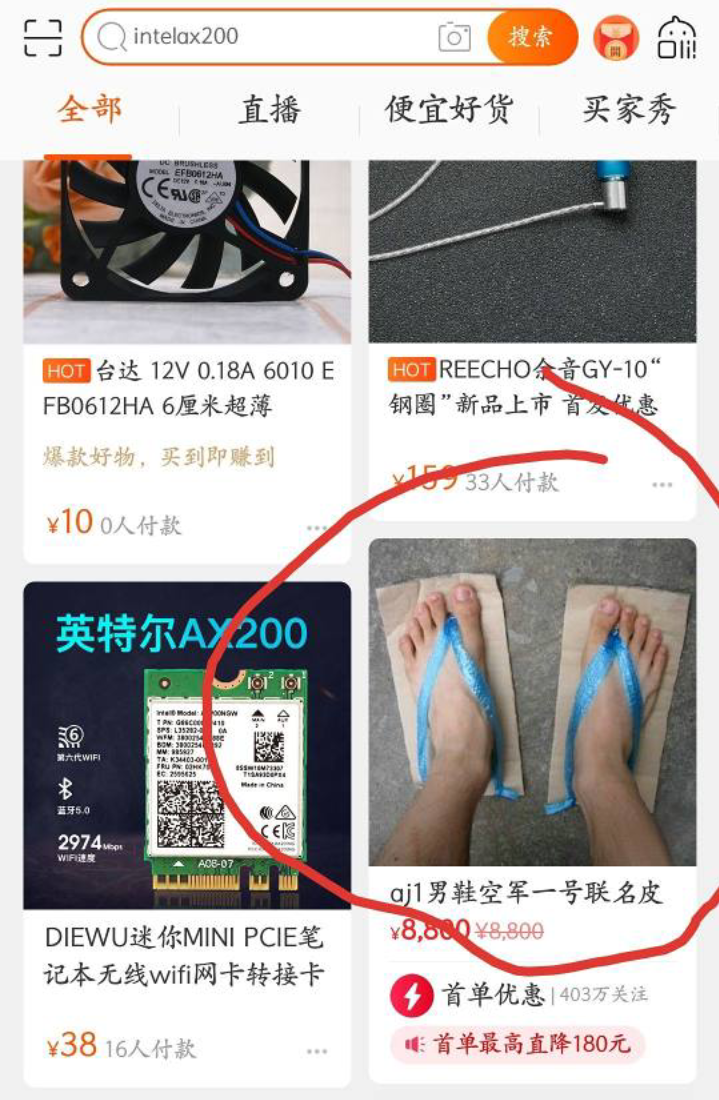 intelax200
搜索
開
全部
直播
便宜好货
买家秀
DC BRUSHLESS
MODEL EFB0612HA
HOT 台达 12V 0.18A 6010 E
FB0612HA 6厘米超薄
爆款好物，买到即赚到
¥10 0人付款
HOT REECHO余音GY-10“
钢圈”新品上市 首发优惠
¥159 33人付款
英特尔AX200
6
第六代WIFI
蓝牙5.0
2974Mbps
WIFI速度
Made in China
DIEWU迷你MINI PCIE笔
记本无线wifi网卡转接卡
¥38 16人付款
aj1男鞋空军一号联名皮
¥8,800 ¥8,800
首单优惠 | 403万关注
首单最高直降180元